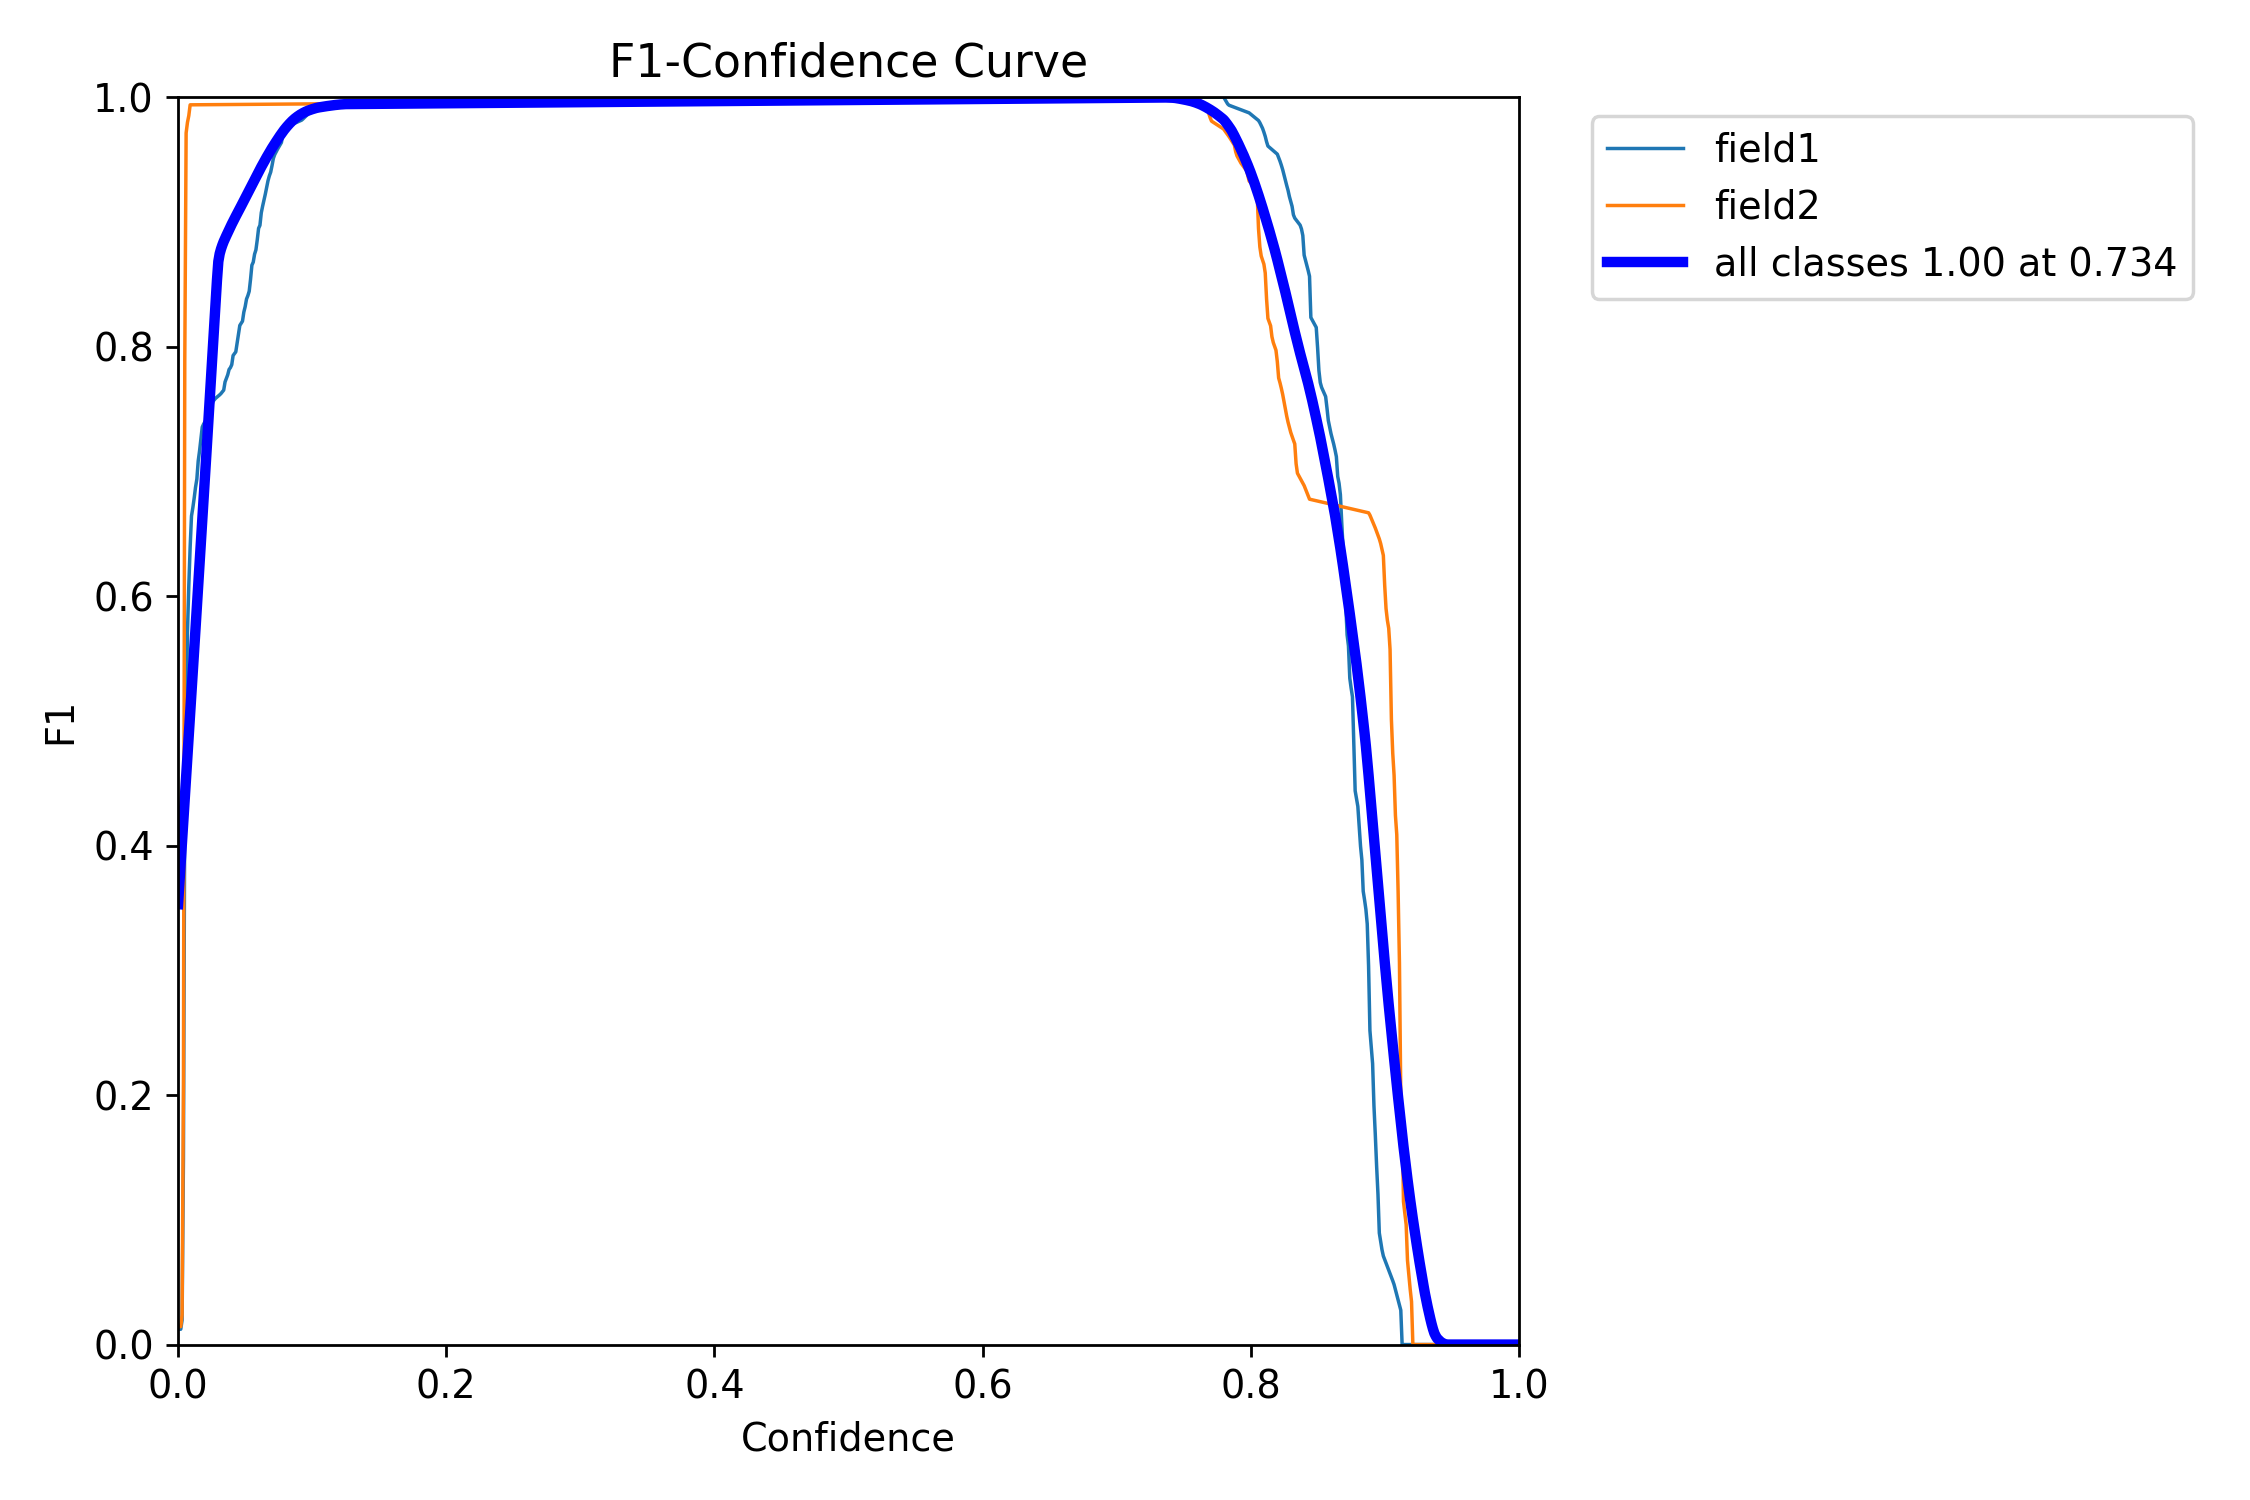 F1-Confidence Curve
1.0
0.8
0.6
0.4
0.2
0.0
F1
0.0 0.2 0.4 0.6 0.8 1.0
Confidence
field1
field2
all classes 1.00 at 0.734